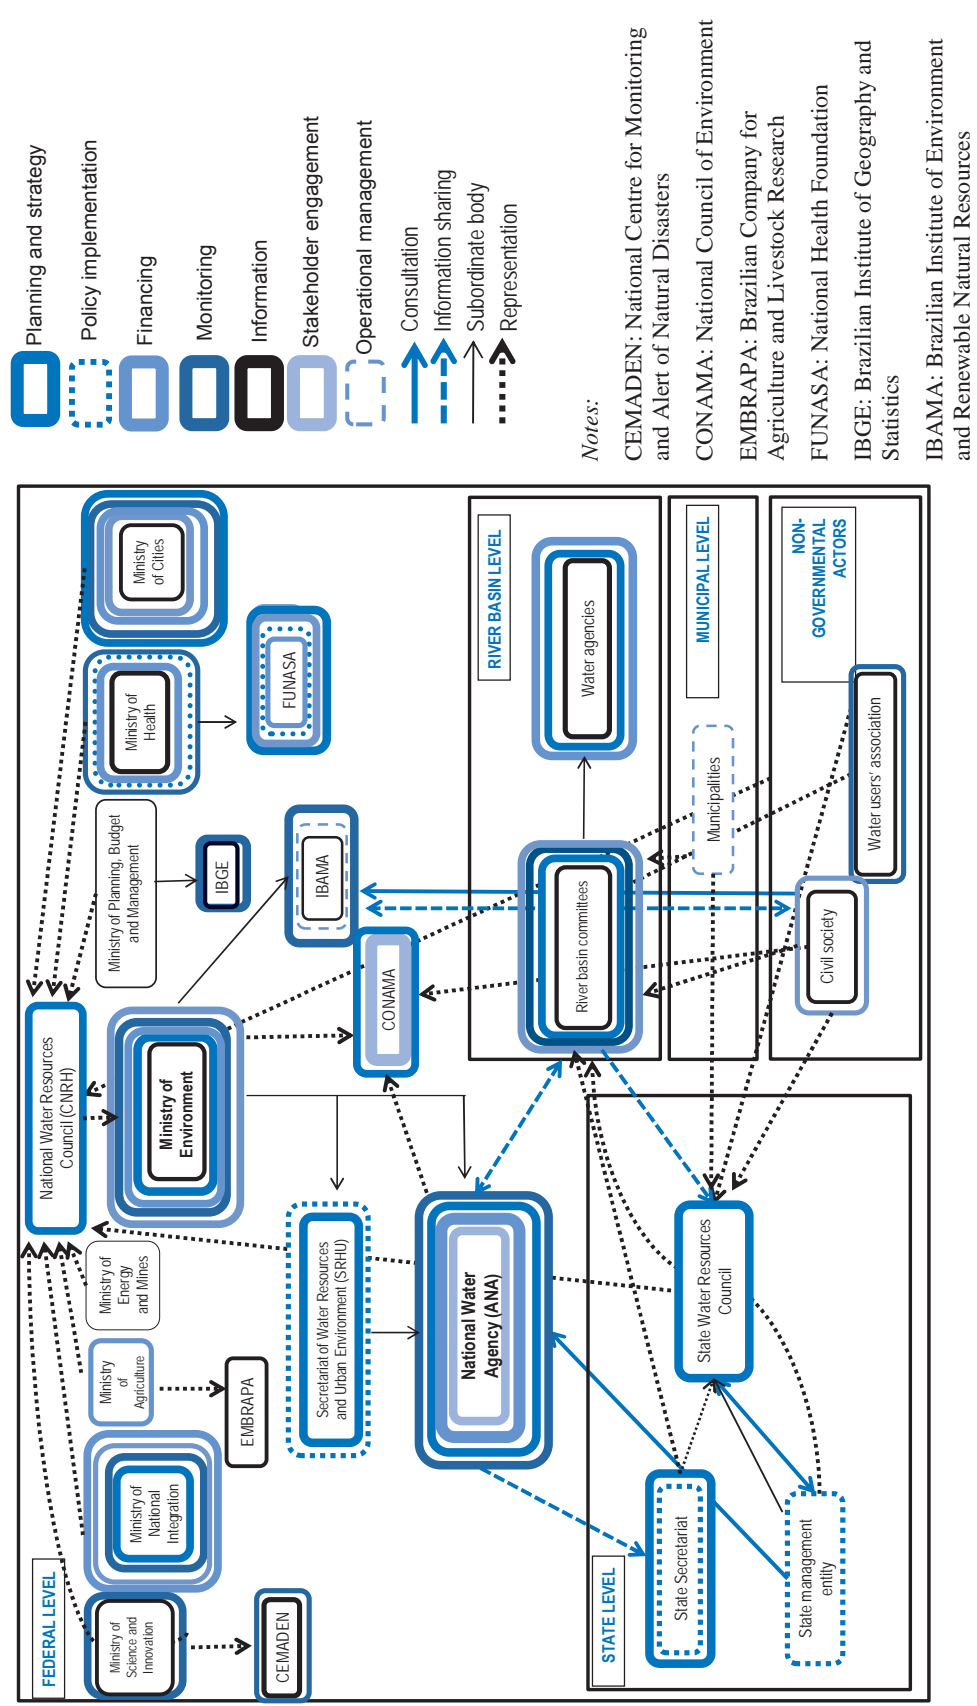 FEDERAL LEVEL
Ministry of
Science and
Innovation
CEMADEN
Ministry of
National
Integration
Ministry
of
Agriculture
EMBRAPA
Ministry of
Energy
and Mines
National Water Resources
Council (CNRH)
Ministry of
Environment
Ministry of Planning, Budget
and Management
IBGE
Ministry of
Health
FUNASA
Ministry
of Cities
IBAMA
CONAMA
Secretariat of Water Resources
and Urban Environment (SRHU)
National Water
Agency (ANA)
RIVER BASIN LEVEL
River basin committees
Water agencies
MUNICIPAL LEVEL
Municipalities
NON-
GOVERNMENTAL
ACTORS
Civil society
Water users' association
STATE LEVEL
State Secretariat
State management
entity
State Water Resources
Council
Planning and strategy
Policy implementation
Financing
Monitoring
Information
Stakeholder engagement
Operational management
Consultation
Information sharing
Subordinate body
Representation
Notes:
CEMADEN: National Centre for Monitoring
and Alert of Natural Disasters
CONAMA: National Council of Environment
EMBRAPA: Brazilian Company for
Agriculture and Livestock Research
FUNASA: National Health Foundation
IBGE: Brazilian Institute of Geography and
Statistics
IBAMA: Brazilian Institute of Environment
and Renewable Natural Resources